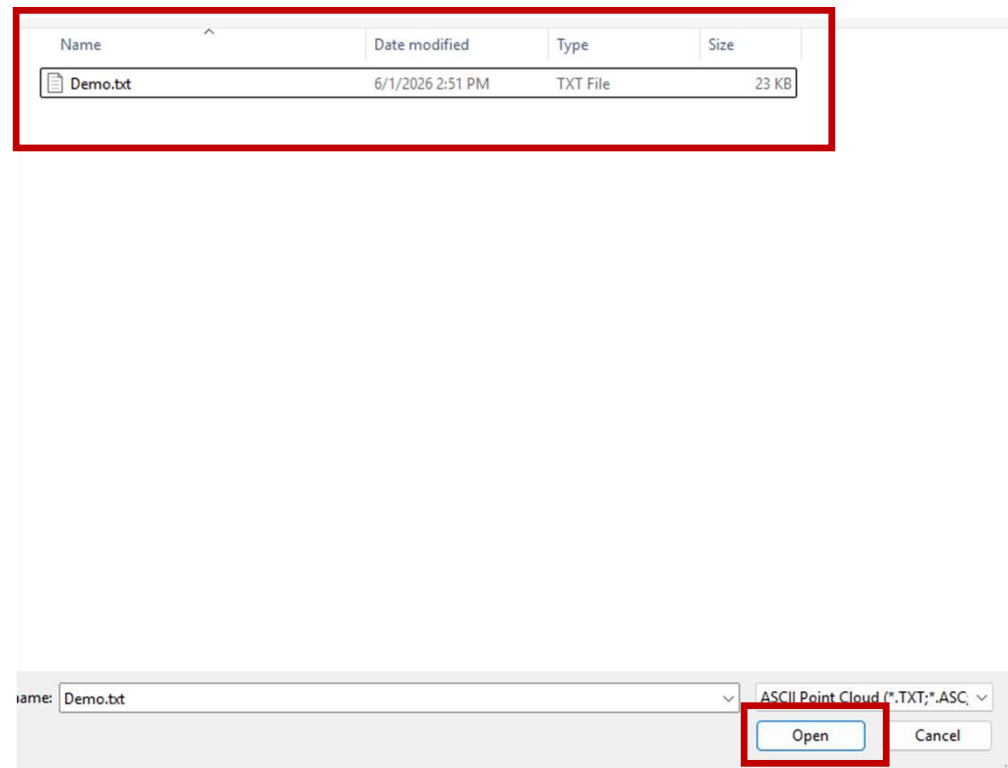 Name Date modified Type Size
Demo.txt 6/1/2026 2:51 PM TXT File 23 KB
name: Demo.txt ASCII Point Cloud (*.TXT;*.ASC;
Open Cancel